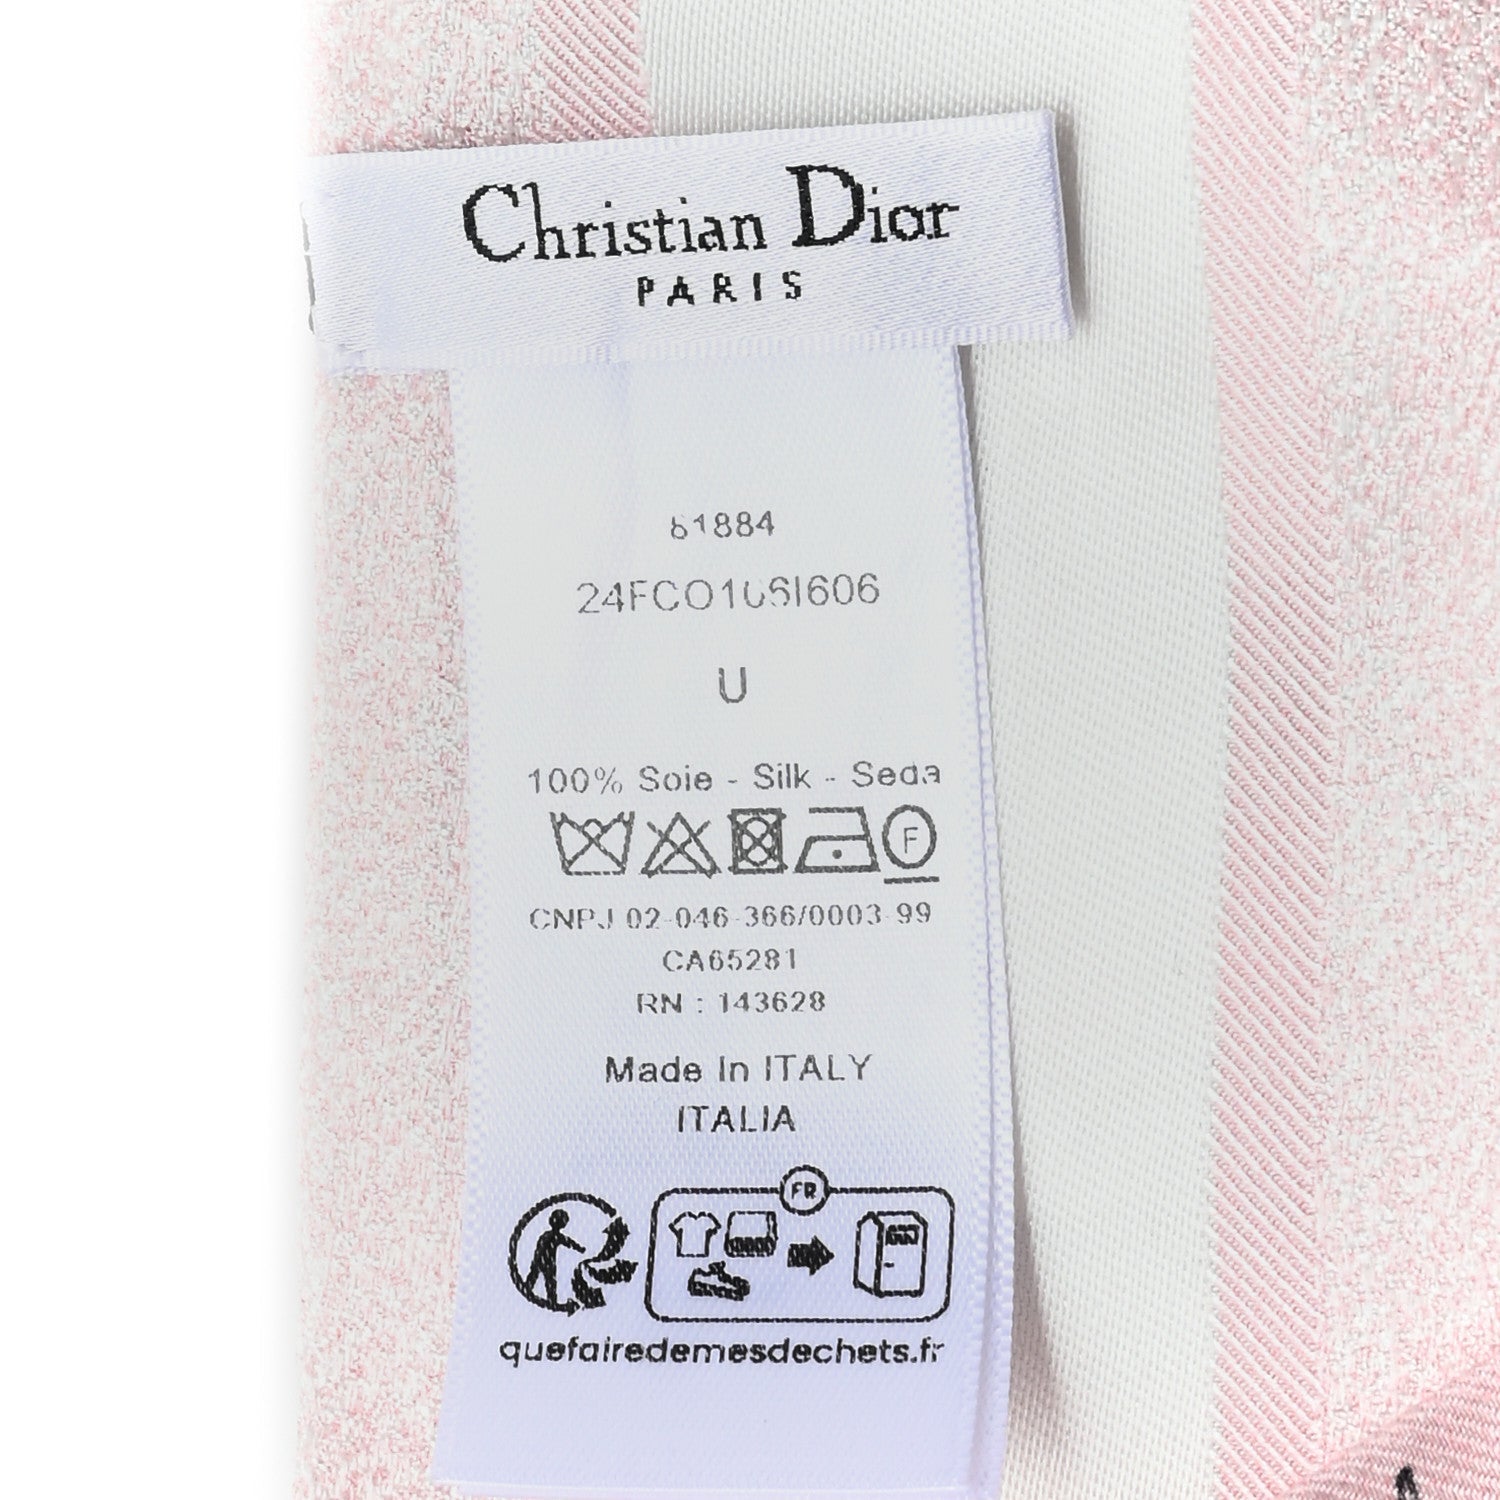 Christian Dior
PARIS
61884
24FCO106I606
U
100% Soie - Silk - Seda
F
CNPJ 02-046-366/0003-99
CA65281
RN : 143628
Made In ITALY
ITALIA
FR
quefairedemesdechets.fr